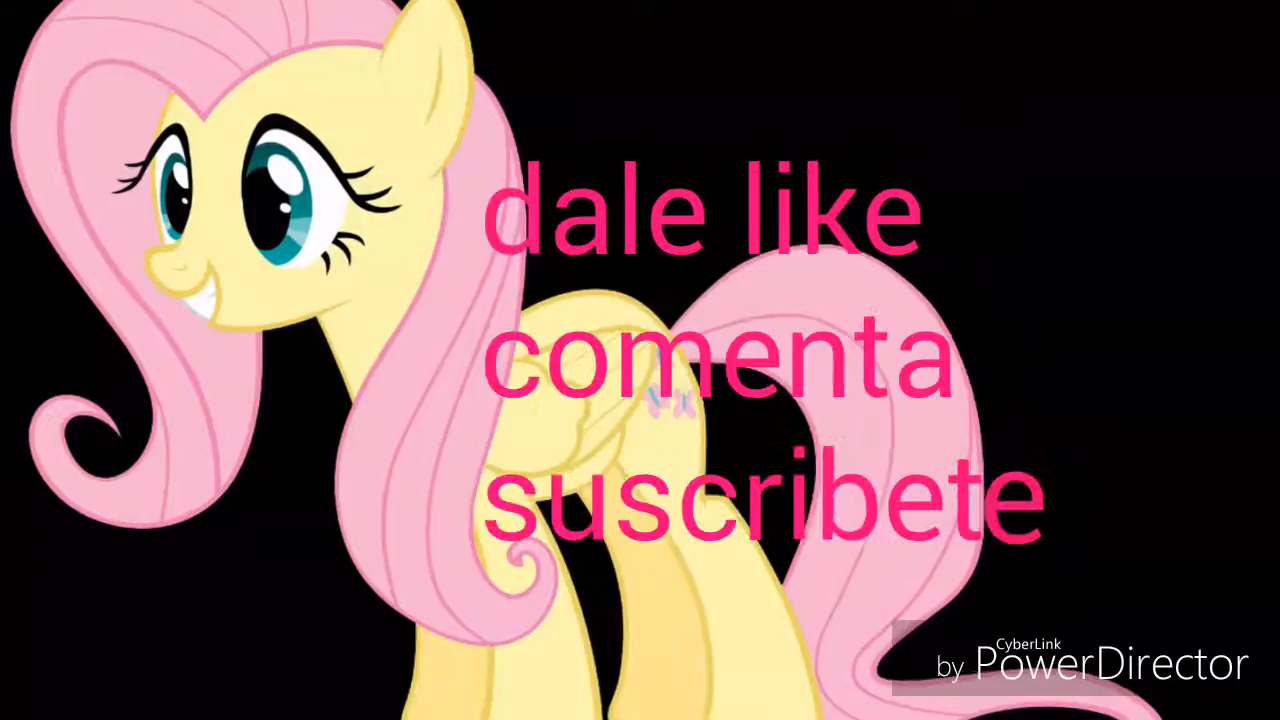 dale like
comenta
suscribete
CyberLink
by PowerDirector